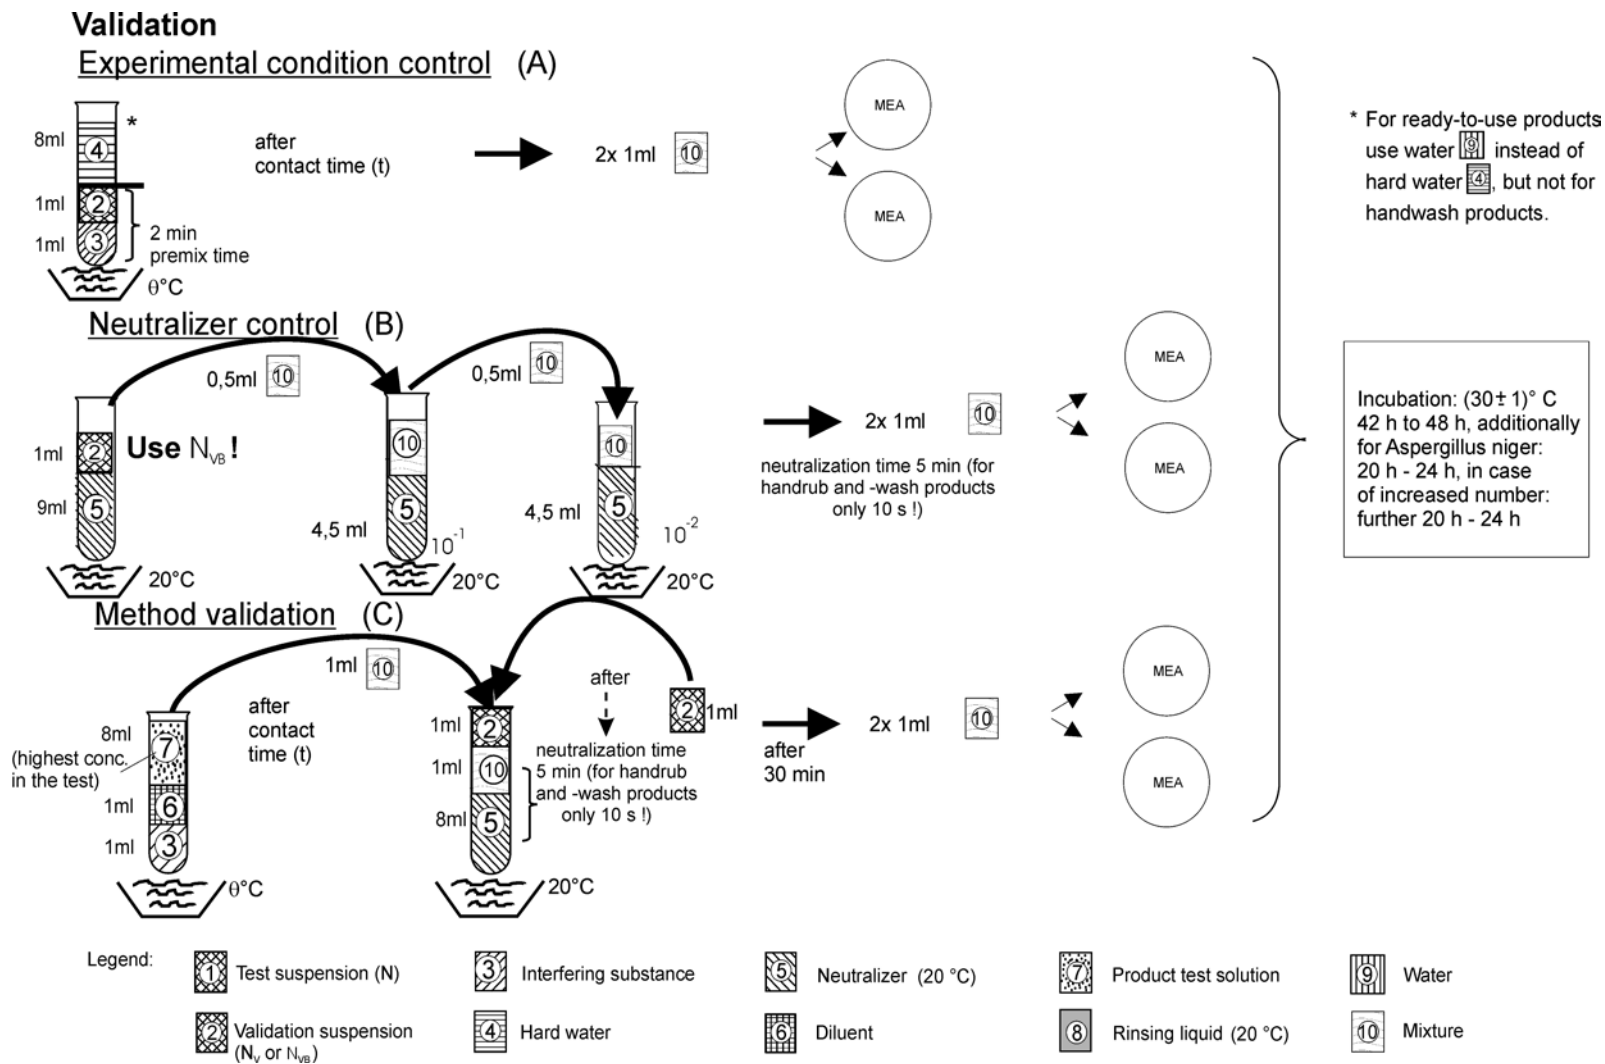 Validation
Experimental condition control (A)
8ml
4
*
1ml
2
1ml
3
2 min
premix time
θ°C
after
contact time (t)
2x 1ml
10
MEA
MEA
* For ready-to-use products
use water 9 instead of
hard water 4, but not for
handwash products.
Neutralizer control (B)
0,5ml
10
0,5ml
10
1ml
2
Use NVB!
9ml
5
20°C
10
4,5 ml
5
10-1
20°C
10
4,5 ml
5
10-2
20°C
2x 1ml
10
neutralization time 5 min (for
handrub and -wash products
only 10 s !)
MEA
MEA
Incubation: (30± 1)° C
42 h to 48 h, additionally
for Aspergillus niger:
20 h - 24 h, in case
of increased number:
further 20 h - 24 h
Method validation (C)
1ml
10
after
contact
time (t)
8ml
(highest conc.
in the test)
7
1ml
6
1ml
3
θ°C
1ml
2
1ml
10
8ml
5
20°C
after
2
1ml
neutralization time
5 min (for handrub
and -wash products
only 10 s !)
after
30 min
2x 1ml
10
MEA
MEA
Legend:
1 Test suspension (N)
3 Interfering substance
5 Neutralizer (20 °C)
7 Product test solution
9 Water
2 Validation suspension
(NV or NVB)
4 Hard water
6 Diluent
8 Rinsing liquid (20 °C)
10 Mixture